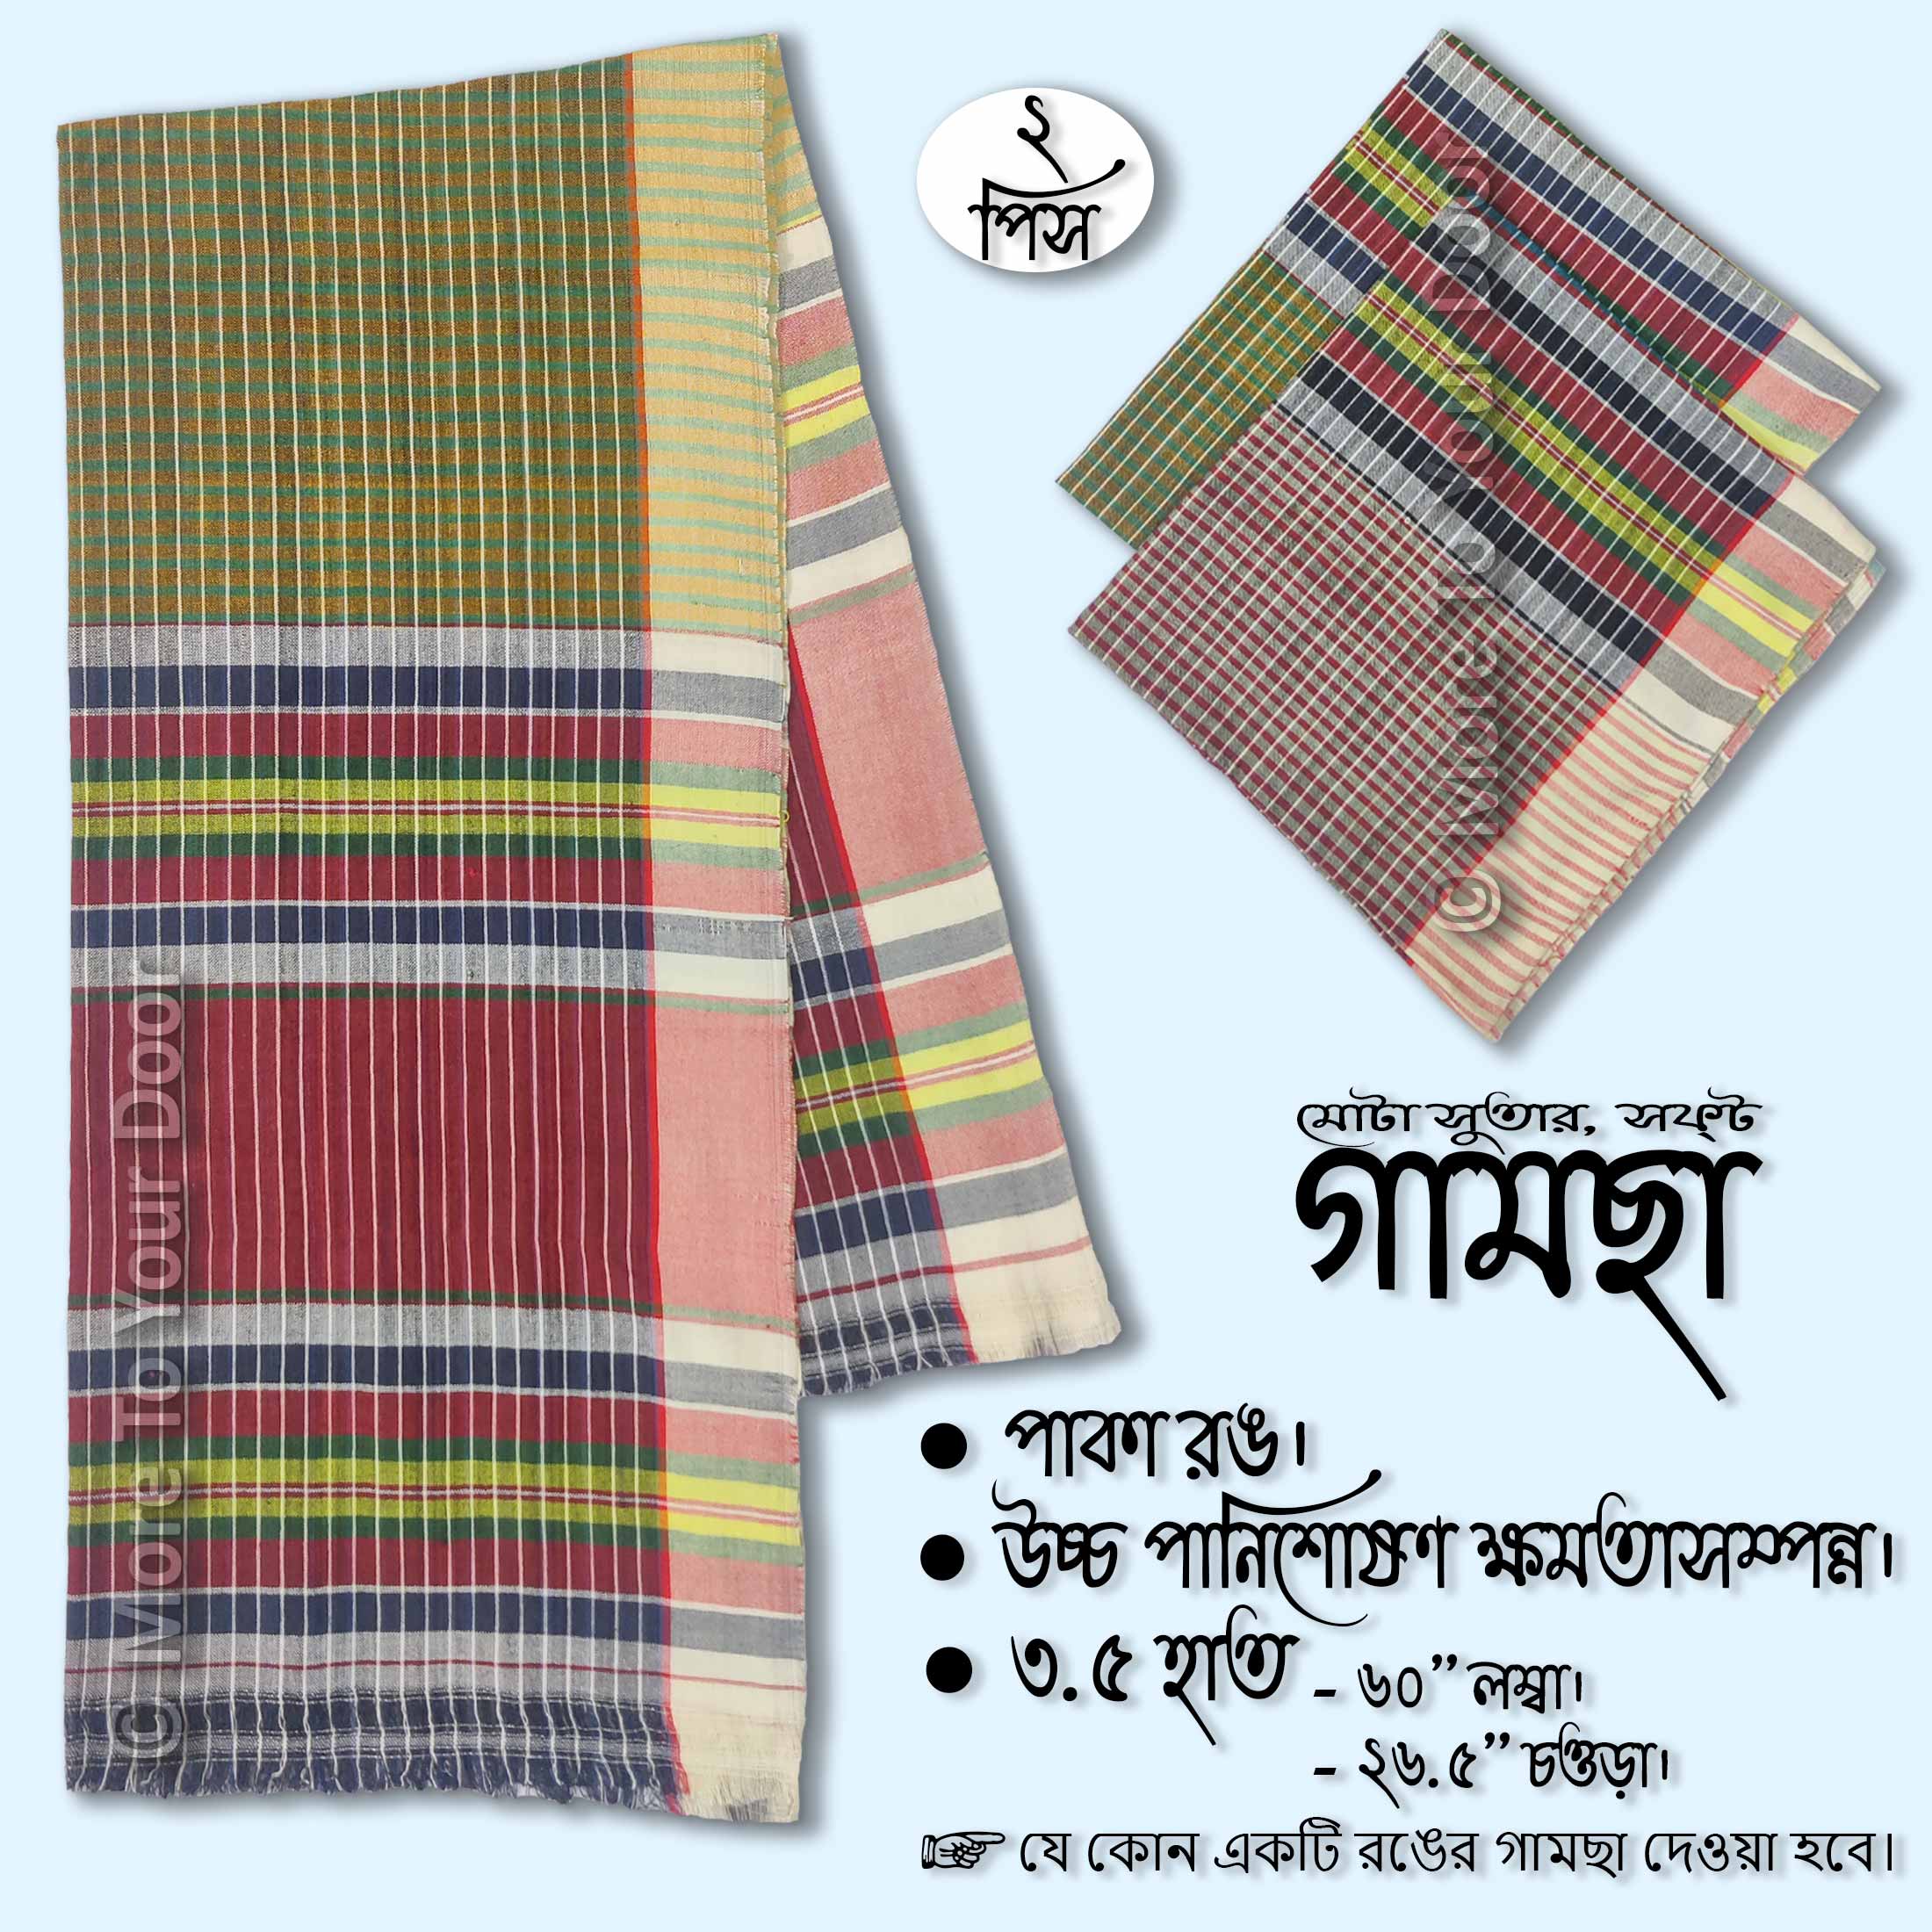 ২
পিস
© More To Your Door
© More To Your Door
মোটা সুতার, সফ্ট
গামছা
● পাকা রঙ।
● উচ্চ পানিশোষণ ক্ষমতাসম্পন্ন।
● ৩.৫ হাত - ৬০” লম্বা।
- ২৬.৫” চওড়া।
☞ যে কোন একটি রঙের গামছা দেওয়া হবে।